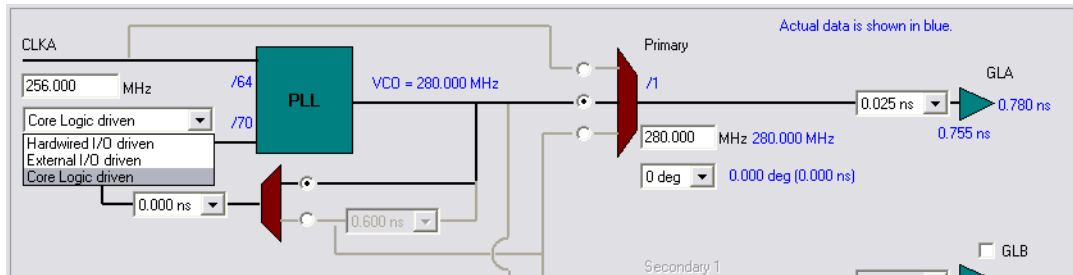 Actual data is shown in blue.
CLKA
Primary
256.000 MHz
/64
PLL
VCO = 280.000 MHz
/1
GLA
Core Logic driven
/70
0.025 ns
0.780 ns
0.755 ns
Hardwired I/O driven
External I/O driven
Core Logic driven
280.000 MHz 280.000 MHz
0 deg
0.000 deg (0.000 ns)
0.000 ns
0.600 ns
GLB
Secondary 1